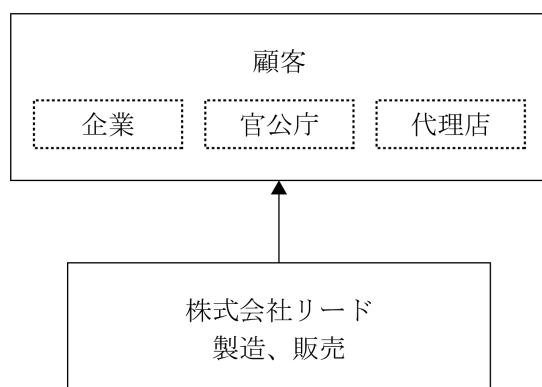 顧客
企業
官公庁
代理店
株式会社リード
製造、販売